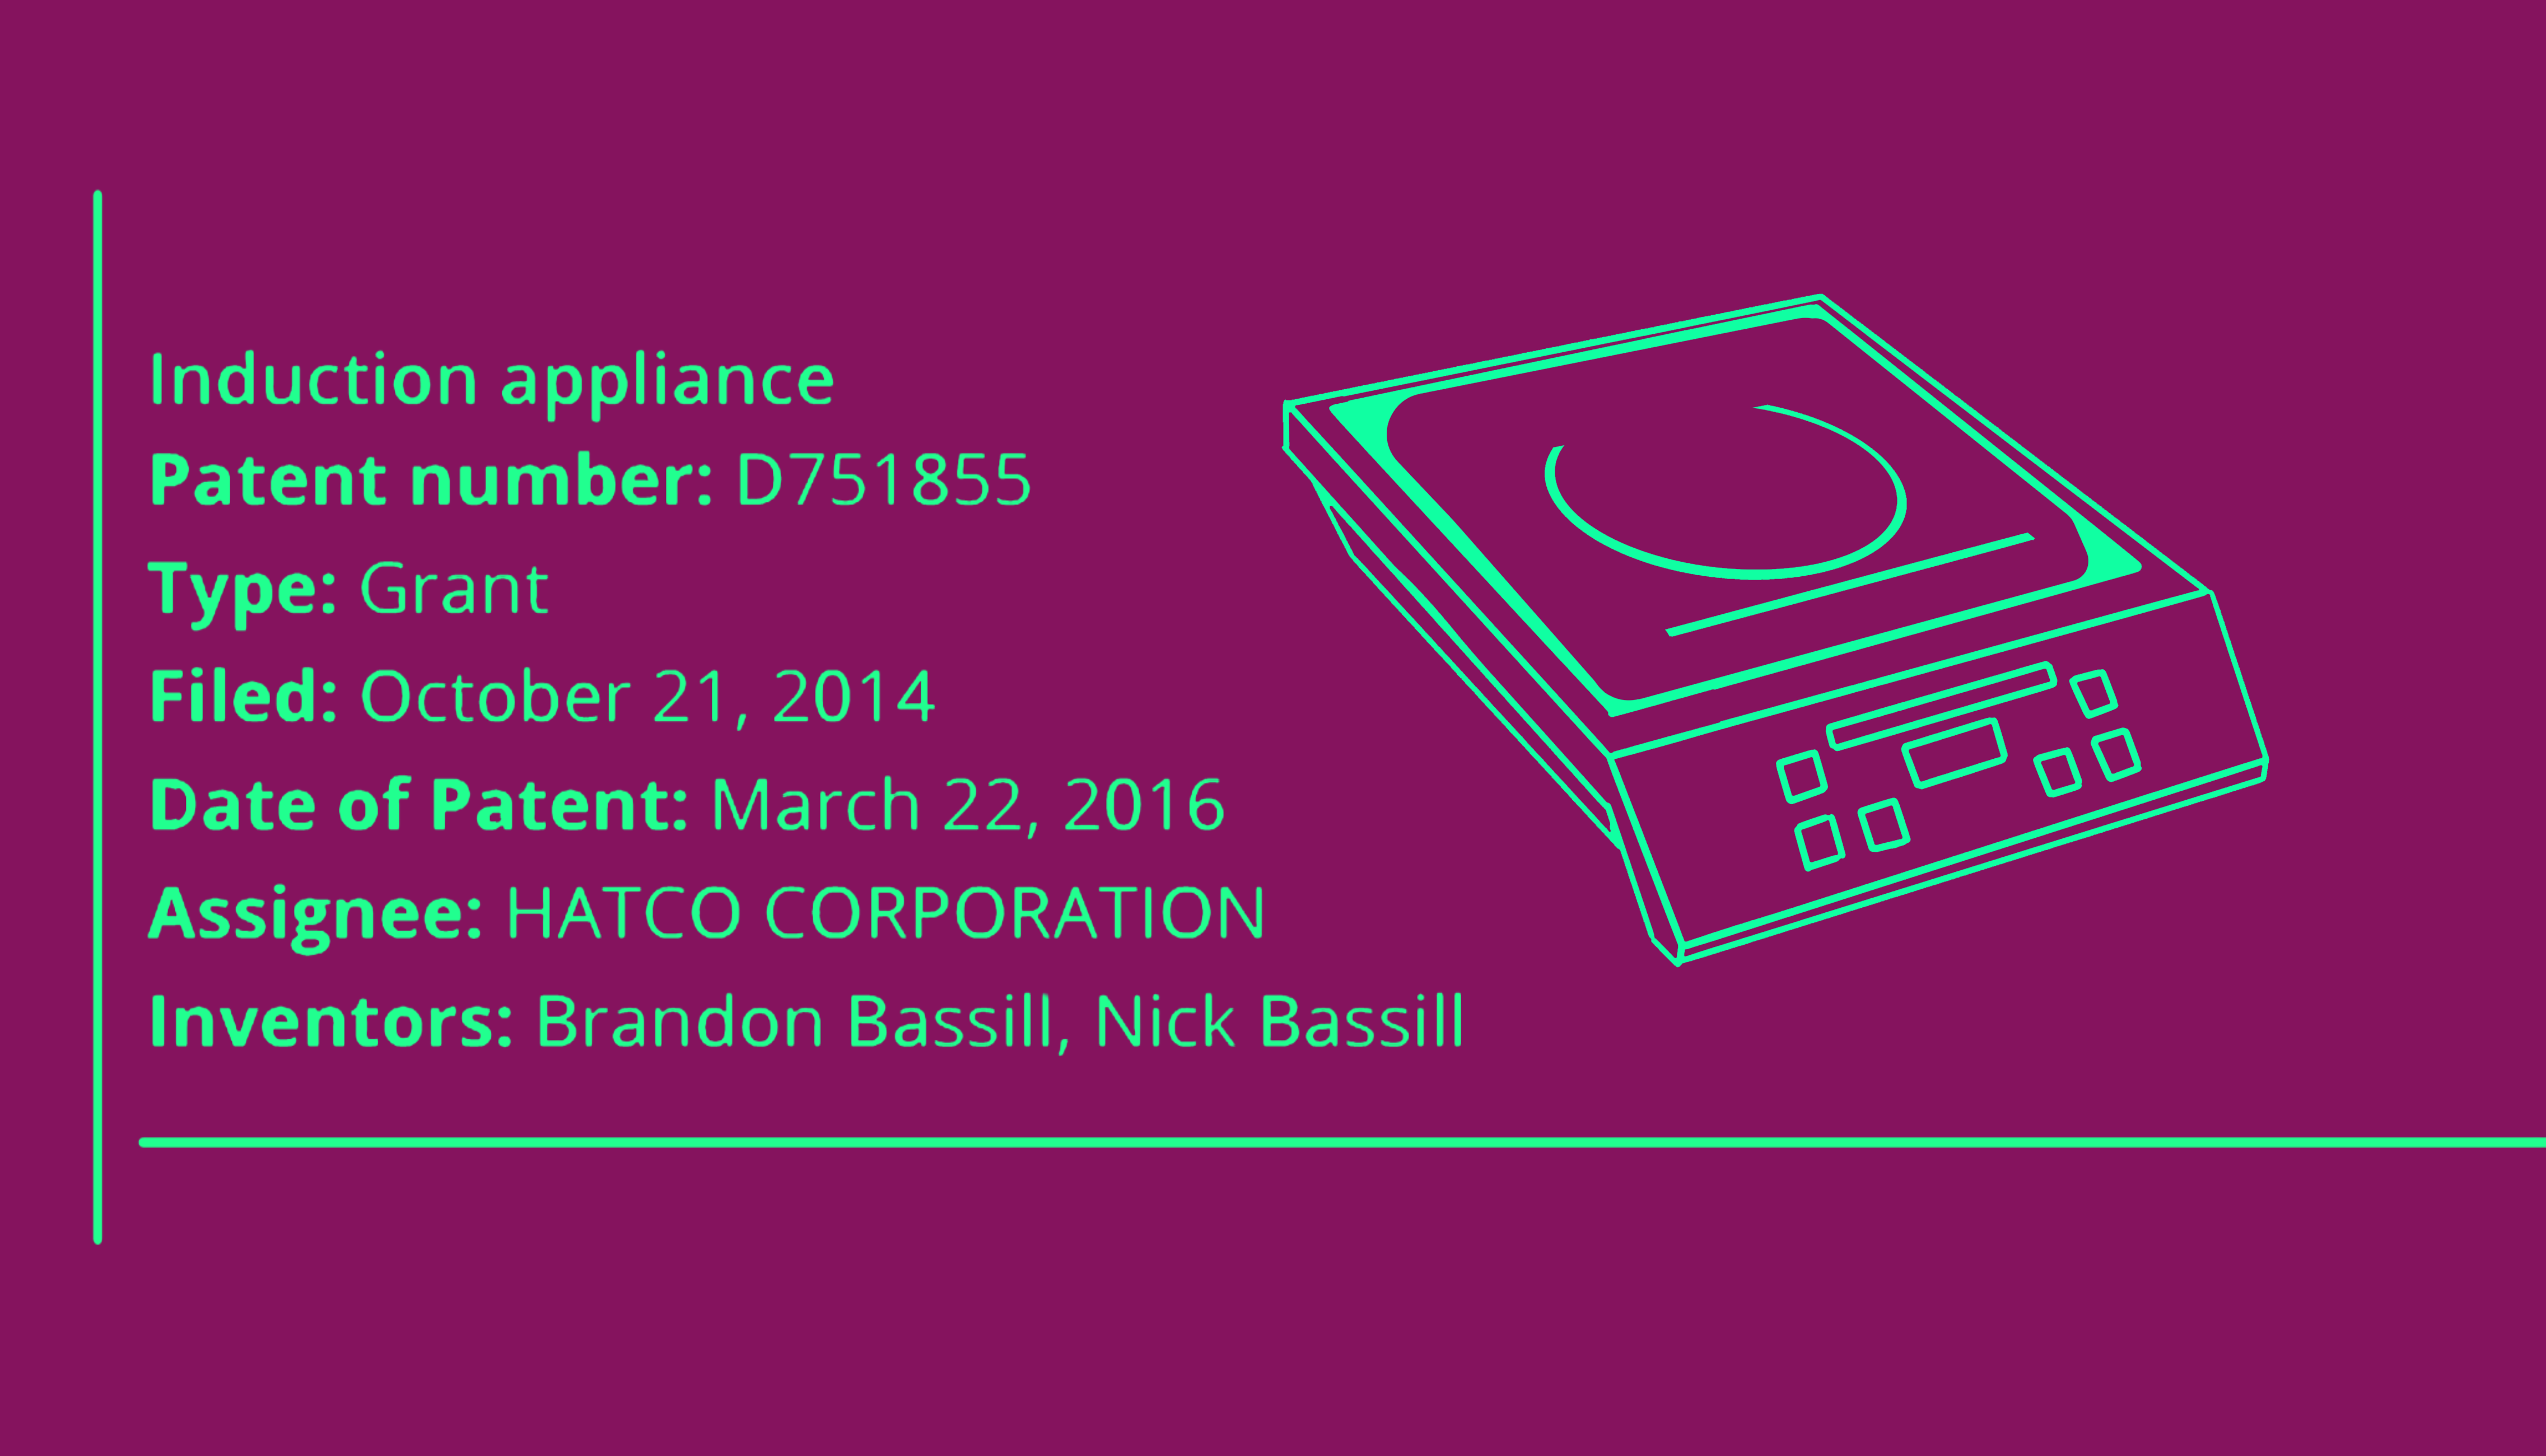 Induction appliance
Patent number: D751855
Type: Grant
Filed: October 21, 2014
Date of Patent: March 22, 2016
Assignee: HATCO CORPORATION
Inventors: Brandon Bassill, Nick Bassill